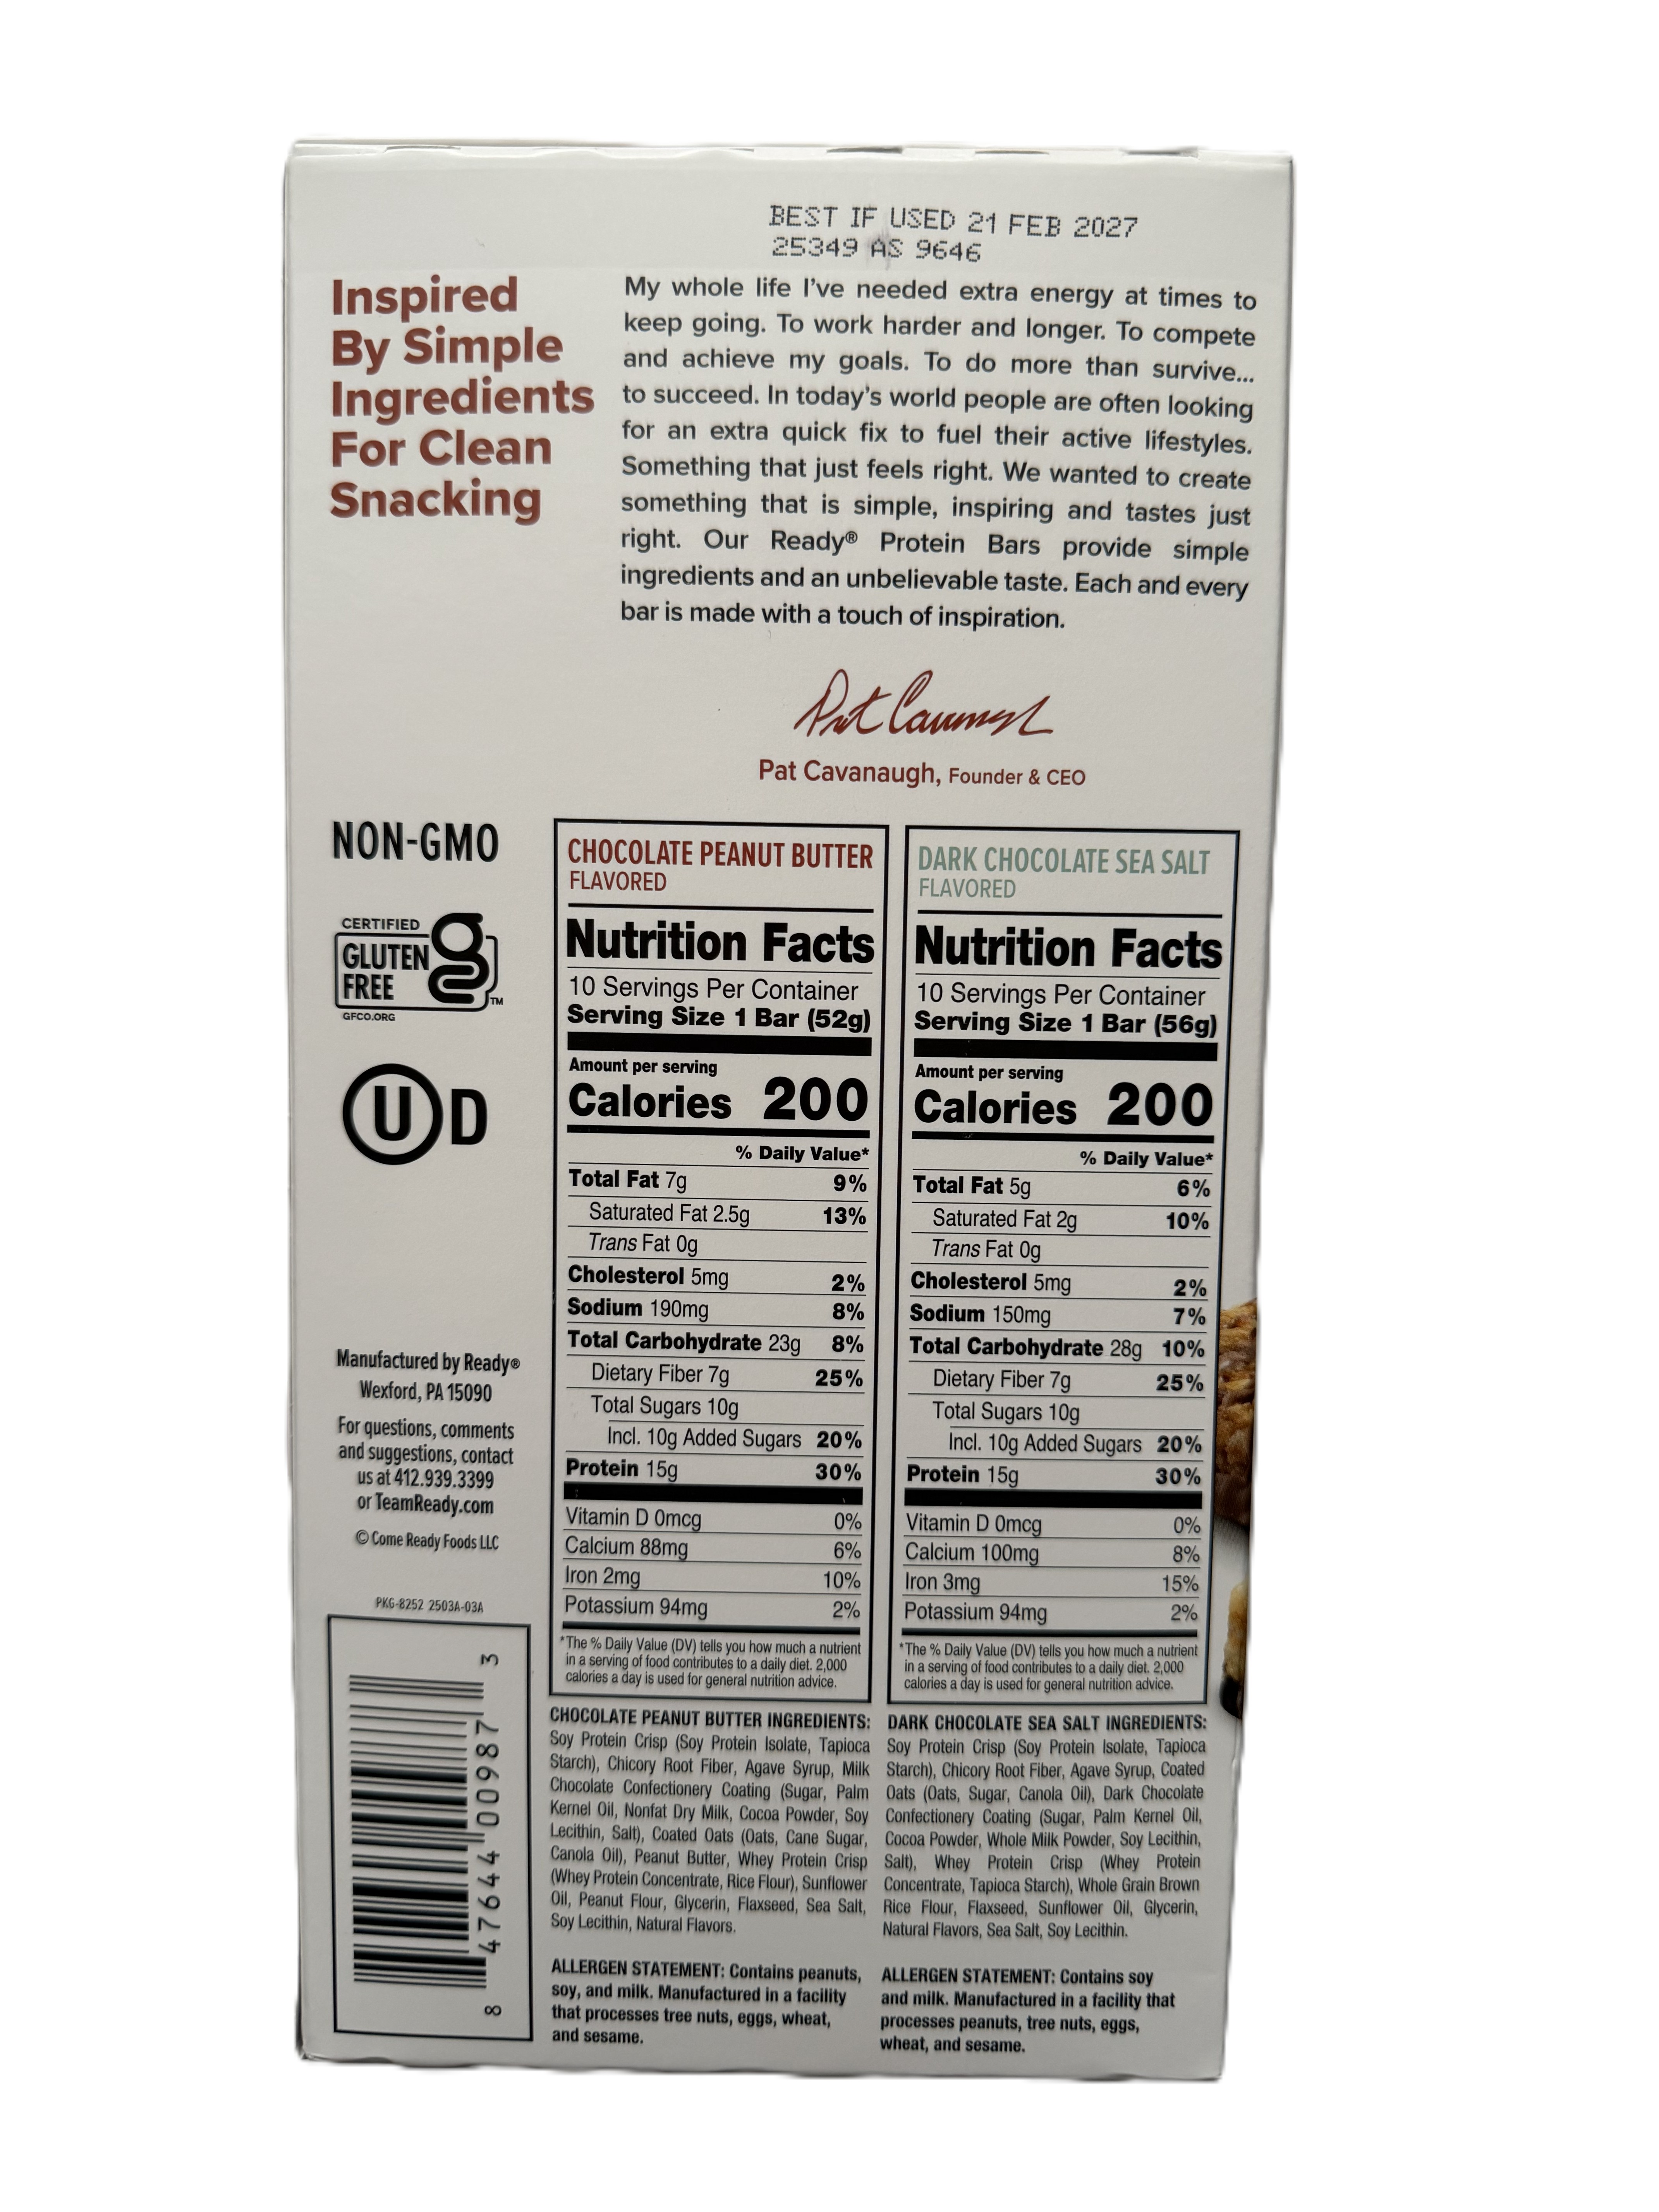 BEST IF USED 21 FEB 2027
25349 AS 9646
Inspired
By Simple
Ingredients
For Clean
Snacking
My whole life I've needed extra energy at times to
keep going. To work harder and longer. To compete
and achieve my goals. To do more than survive...
to succeed. In today's world people are often looking
for an extra quick fix to fuel their active lifestyles.
Something that just feels right. We wanted to create
something that is simple, inspiring and tastes just
right. Our Ready® Protein Bars provide simple
ingredients and an unbelievable taste. Each and every
bar is made with a touch of inspiration.
Pat Cavanaugh
Pat Cavanaugh, Founder & CEO
NON-GMO
CERTIFIED
GLUTEN
FREE
g
TM
GFCO.ORG
U D
Manufactured by Ready®
Wexford, PA 15090
For questions, comments
and suggestions, contact
us at 412.939.3399
or TeamReady.com
© Come Ready Foods LLC
PKG-8252 2503A-03A
8 47644 00987 3
CHOCOLATE PEANUT BUTTER
FLAVORED
Nutrition Facts
10 Servings Per Container
Serving Size 1 Bar (52g)
Amount per serving
Calories 200
% Daily Value*
Total Fat 7g 9%
Saturated Fat 2.5g 13%
Trans Fat 0g
Cholesterol 5mg 2%
Sodium 190mg 8%
Total Carbohydrate 23g 8%
Dietary Fiber 7g 25%
Total Sugars 10g
Incl. 10g Added Sugars 20%
Protein 15g 30%
Vitamin D 0mcg 0%
Calcium 88mg 6%
Iron 2mg 10%
Potassium 94mg 2%
*The % Daily Value (DV) tells you how much a nutrient
in a serving of food contributes to a daily diet. 2,000
calories a day is used for general nutrition advice.
CHOCOLATE PEANUT BUTTER INGREDIENTS:
Soy Protein Crisp (Soy Protein Isolate, Tapioca
Starch), Chicory Root Fiber, Agave Syrup, Milk
Chocolate Confectionery Coating (Sugar, Palm
Kernel Oil, Nonfat Dry Milk, Cocoa Powder, Soy
Lecithin, Salt), Coated Oats (Oats, Cane Sugar,
Canola Oil), Peanut Butter, Whey Protein Crisp
(Whey Protein Concentrate, Rice Flour), Sunflower
Oil, Peanut Flour, Glycerin, Flaxseed, Sea Salt,
Soy Lecithin, Natural Flavors.
ALLERGEN STATEMENT: Contains peanuts,
soy, and milk. Manufactured in a facility
that processes tree nuts, eggs, wheat,
and sesame.
DARK CHOCOLATE SEA SALT
FLAVORED
Nutrition Facts
10 Servings Per Container
Serving Size 1 Bar (56g)
Amount per serving
Calories 200
% Daily Value*
Total Fat 5g 6%
Saturated Fat 2g 10%
Trans Fat 0g
Cholesterol 5mg 2%
Sodium 150mg 7%
Total Carbohydrate 28g 10%
Dietary Fiber 7g 25%
Total Sugars 10g
Incl. 10g Added Sugars 20%
Protein 15g 30%
Vitamin D 0mcg 0%
Calcium 100mg 8%
Iron 3mg 15%
Potassium 94mg 2%
*The % Daily Value (DV) tells you how much a nutrient
in a serving of food contributes to a daily diet. 2,000
calories a day is used for general nutrition advice.
DARK CHOCOLATE SEA SALT INGREDIENTS:
Soy Protein Crisp (Soy Protein Isolate, Tapioca
Starch), Chicory Root Fiber, Agave Syrup, Coated
Oats (Oats, Sugar, Canola Oil), Dark Chocolate
Confectionery Coating (Sugar, Palm Kernel Oil,
Cocoa Powder, Whole Milk Powder, Soy Lecithin,
Salt), Whey Protein Crisp (Whey Protein
Concentrate, Tapioca Starch), Whole Grain Brown
Rice Flour, Flaxseed, Sunflower Oil, Glycerin,
Natural Flavors, Sea Salt, Soy Lecithin.
ALLERGEN STATEMENT: Contains soy
and milk. Manufactured in a facility that
processes peanuts, tree nuts, eggs,
wheat, and sesame.